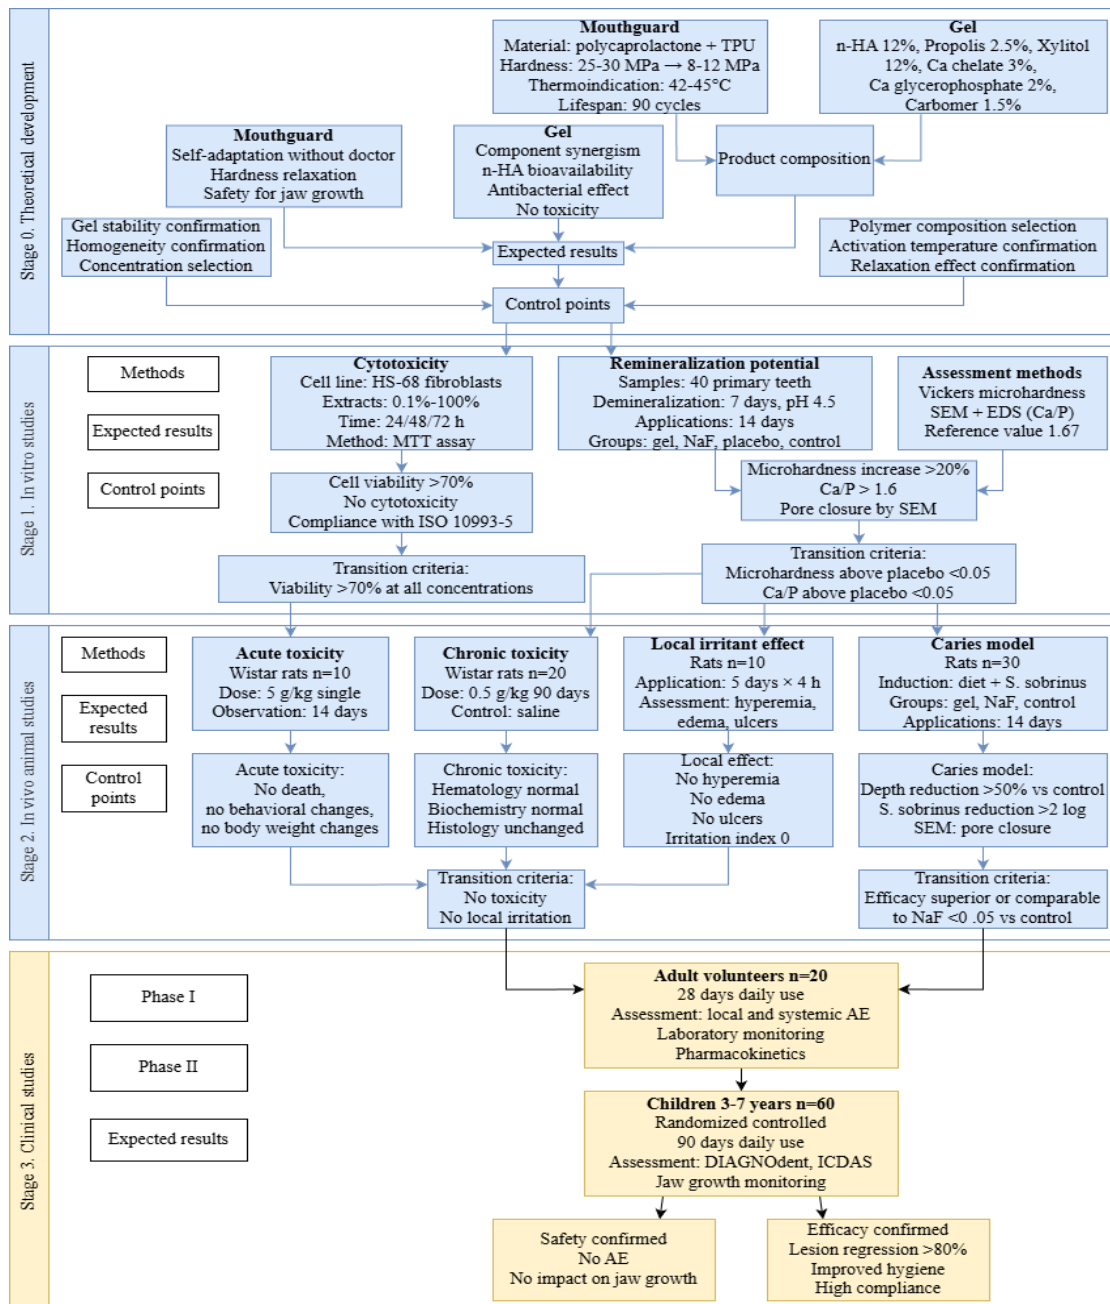 Stage 0. Theoretical development
Mouthguard
Material: polycaprolactone + TPU
Hardness: 25-30 MPa → 8-12 MPa
Thermoindication: 42-45°C
Lifespan: 90 cycles
Gel
n-HA 12%, Propolis 2.5%, Xylitol
12%, Ca chelate 3%,
Ca glycerophosphate 2%,
Carbomer 1.5%
Mouthguard
Self-adaptation without doctor
Hardness relaxation
Safety for jaw growth
Gel
Component synergism
n-HA bioavailability
Antibacterial effect
No toxicity
Product composition
Gel stability confirmation
Homogeneity confirmation
Concentration selection
Expected results
Polymer composition selection
Activation temperature confirmation
Relaxation effect confirmation
Control points
Stage 1. In vitro studies
Methods
Expected results
Control points
Cytotoxicity
Cell line: HS-68 fibroblasts
Extracts: 0.1%-100%
Time: 24/48/72 h
Method: MTT assay
Remineralization potential
Samples: 40 primary teeth
Demineralization: 7 days, pH 4.5
Applications: 14 days
Groups: gel, NaF, placebo, control
Assessment methods
Vickers microhardness
SEM + EDS (Ca/P)
Reference value 1.67
Cell viability >70%
No cytotoxicity
Compliance with ISO 10993-5
Microhardness increase >20%
Ca/P > 1.6
Pore closure by SEM
Transition criteria:
Viability >70% at all concentrations
Transition criteria:
Microhardness above placebo <0.05
Ca/P above placebo <0.05
Stage 2. In vivo animal studies
Methods
Expected
results
Control
points
Acute toxicity
Wistar rats n=10
Dose: 5 g/kg single
Observation: 14 days
Chronic toxicity
Wistar rats n=20
Dose: 0.5 g/kg 90 days
Control: saline
Local irritant effect
Rats n=10
Application: 5 days × 4 h
Assessment: hyperemia,
edema, ulcers
Caries model
Rats n=30
Induction: diet + S. sobrinus
Groups: gel, NaF, control
Applications: 14 days
Acute toxicity:
No death,
no behavioral changes,
no body weight changes
Chronic toxicity:
Hematology normal
Biochemistry normal
Histology unchanged
Local effect:
No hyperemia
No edema
No ulcers
Irritation index 0
Caries model:
Depth reduction >50% vs control
S. sobrinus reduction >2 log
SEM: pore closure
Transition criteria:
No toxicity
No local irritation
Transition criteria:
Efficacy superior or comparable
to NaF <0 .05 vs control
Stage 3. Clinical studies
Phase I
Phase II
Expected results
Adult volunteers n=20
28 days daily use
Assessment: local and systemic AE
Laboratory monitoring
Pharmacokinetics
Children 3-7 years n=60
Randomized controlled
90 days daily use
Assessment: DIAGNOdent, ICDAS
Jaw growth monitoring
Safety confirmed
No AE
No impact on jaw growth
Efficacy confirmed
Lesion regression >80%
Improved hygiene
High compliance